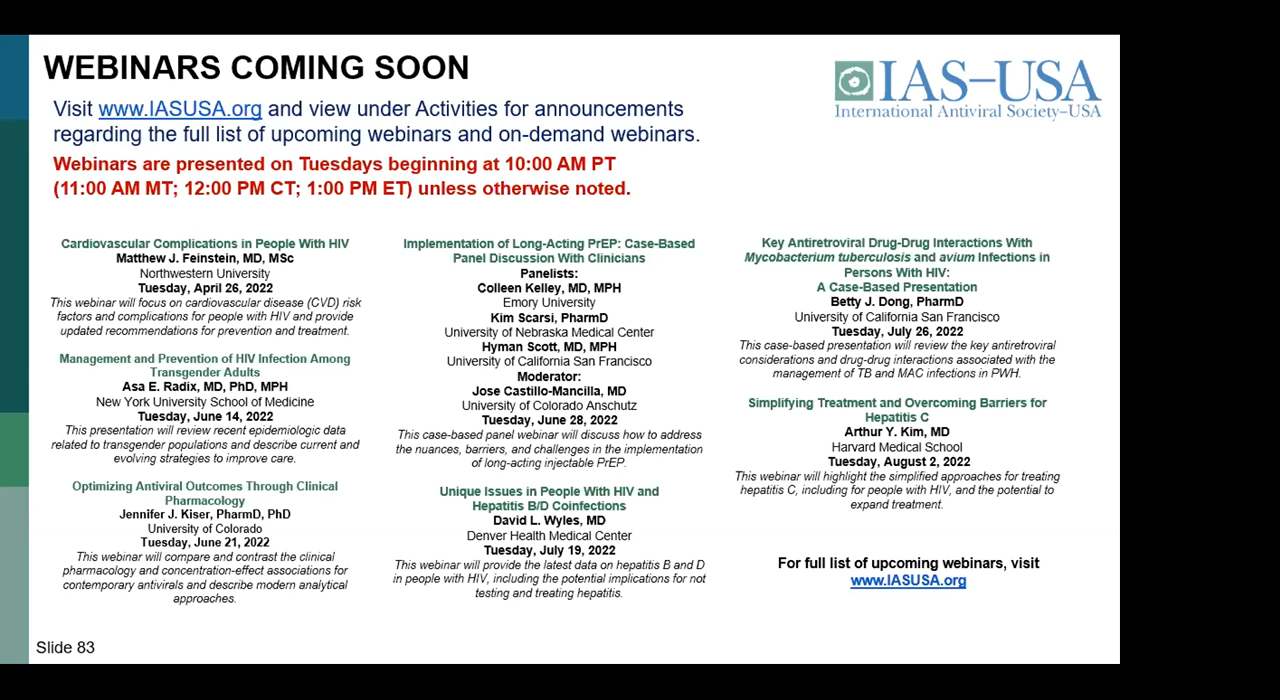 WEBINARS COMING SOON
IAS–USA
International Antiviral Society–USA
Visit www.IASUSA.org and view under Activities for announcements
regarding the full list of upcoming webinars and on-demand webinars.
Webinars are presented on Tuesdays beginning at 10:00 AM PT
(11:00 AM MT; 12:00 PM CT; 1:00 PM ET) unless otherwise noted.
Cardiovascular Complications in People With HIV
Matthew J. Feinstein, MD, MSc
Northwestern University
Tuesday, April 26, 2022
This webinar will focus on cardiovascular disease (CVD) risk
factors and complications for people with HIV and provide
updated recommendations for prevention and treatment.
Management and Prevention of HIV Infection Among
Transgender Adults
Asa E. Radix, MD, PhD, MPH
New York University School of Medicine
Tuesday, June 14, 2022
This presentation will review recent epidemiologic data
related to transgender populations and describe current and
evolving strategies to improve care.
Optimizing Antiviral Outcomes Through Clinical
Pharmacology
Jennifer J. Kiser, PharmD, PhD
University of Colorado
Tuesday, June 21, 2022
This webinar will compare and contrast the clinical
pharmacology and concentration-effect associations for
contemporary antivirals and describe modern analytical
approaches.
Implementation of Long-Acting PrEP: Case-Based
Panel Discussion With Clinicians
Panelists:
Colleen Kelley, MD, MPH
Emory University
Kim Scarsi, PharmD
University of Nebraska Medical Center
Hyman Scott, MD, MPH
University of California San Francisco
Moderator:
Jose Castillo-Mancilla, MD
University of Colorado Anschutz
Tuesday, June 28, 2022
This case-based panel webinar will discuss how to address
the nuances, barriers, and challenges in the implementation
of long-acting injectable PrEP.
Unique Issues in People With HIV and
Hepatitis B/D Coinfections
David L. Wyles, MD
Denver Health Medical Center
Tuesday, July 19, 2022
This webinar will provide the latest data on hepatitis B and D
in people with HIV, including the potential implications for not
testing and treating hepatitis.
Key Antiretroviral Drug-Drug Interactions With
Mycobacterium tuberculosis and avium Infections in
Persons With HIV:
A Case-Based Presentation
Betty J. Dong, PharmD
University of California San Francisco
Tuesday, July 26, 2022
This case-based presentation will review the key antiretroviral
considerations and drug-drug interactions associated with the
management of TB and MAC infections in PWH.
Simplifying Treatment and Overcoming Barriers for
Hepatitis C
Arthur Y. Kim, MD
Harvard Medical School
Tuesday, August 2, 2022
This webinar will highlight the simplified approaches for treating
hepatitis C, including for people with HIV, and the potential to
expand treatment.
For full list of upcoming webinars, visit
www.IASUSA.org
Slide 83